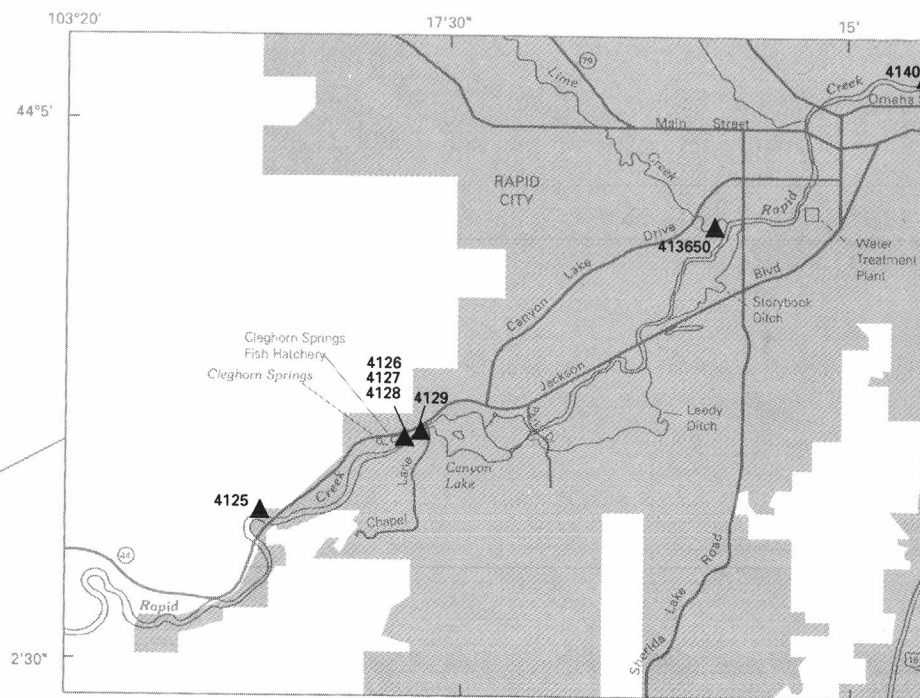 103°20'
17'30"
15'
44°5'
2'30"
79
Lime
Creek
4140
Creek
Omaha
Main Street
RAPID
CITY
Rapid
Drive
413650
Water
Treatment
Plant
Lake
Blvd
Canyon
Storybook
Ditch
Cleghorn Springs
Fish Hatchery
Cleghorn Springs
4126
4127
4128
4129
Jackson
Leedy
Ditch
Lane
Canyon
Lake
4125
Creek
Chapel
44
Rapid
Road
Lake